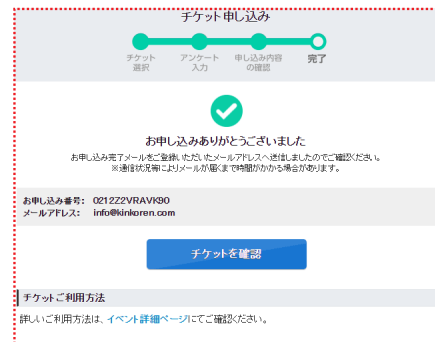 チケット申し込み
チケット
選択
アンケート
入力
申し込み内容
の確認
完了
お申し込みありがとうございました
お申し込み完了メールをご登録いただいたメールアドレスへ送信しましたのでご確認ください。
※通信状況等によりメールが届くまで時間がかかる場合があります。
お申し込み番号: 0212Z2VRAVK90
メールアドレス: info@kinkoren.com
チケットを確認
チケットご利用方法
詳しいご利用方法は、イベント詳細ページにてご確認ください。